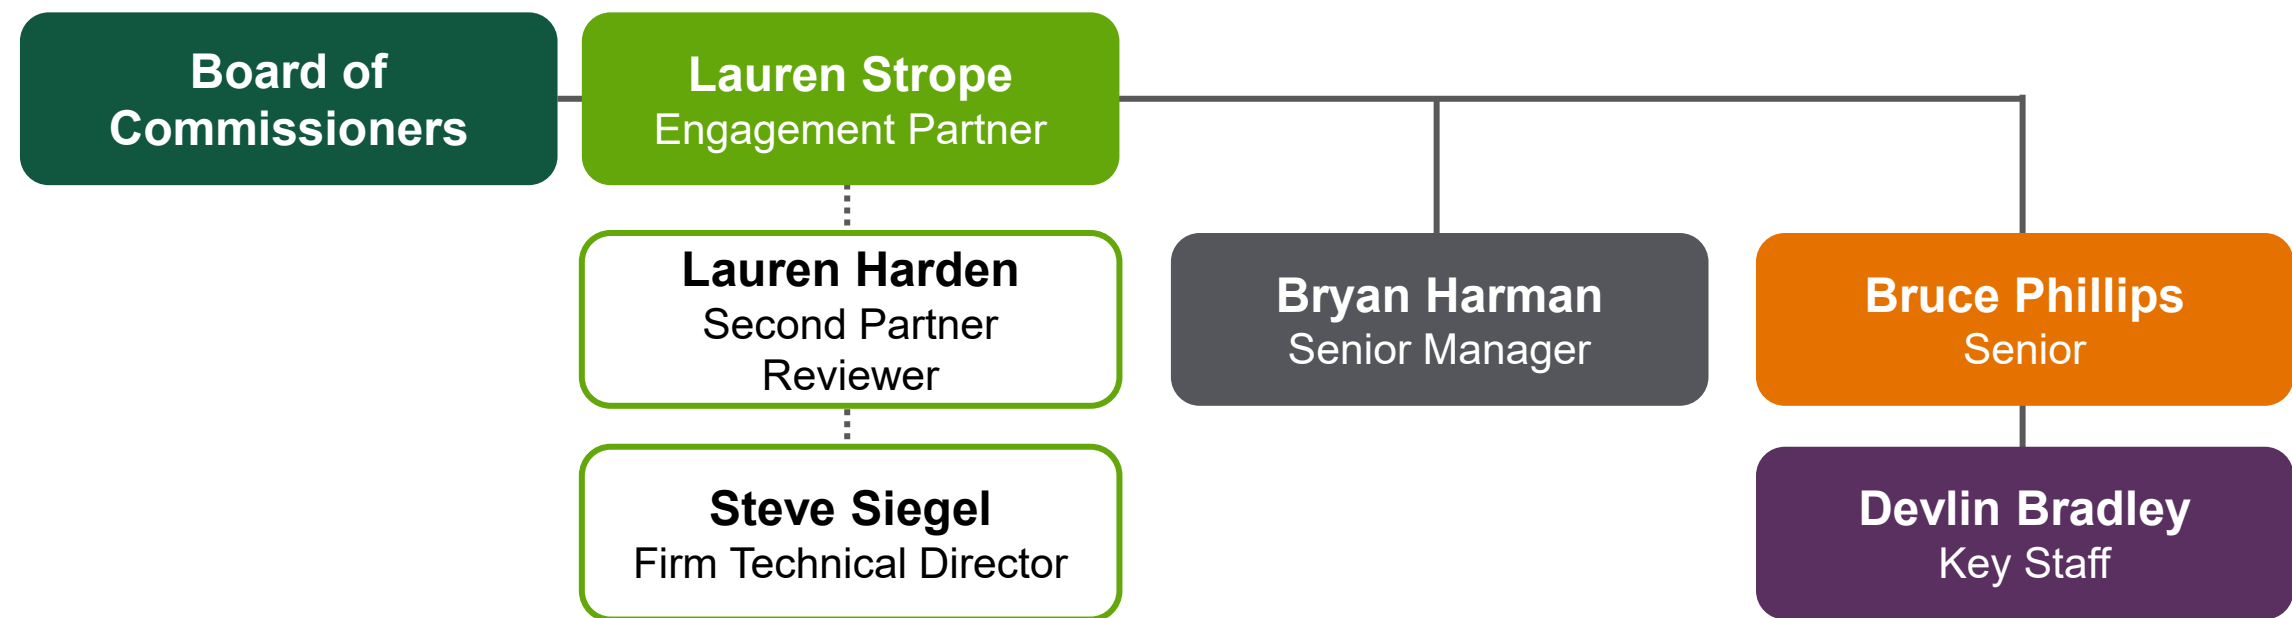 Board of
Commissioners
Lauren Strope
Engagement Partner
Lauren Harden
Second Partner
Reviewer
Bryan Harman
Senior Manager
Bruce Phillips
Senior
Steve Siegel
Firm Technical Director
Devlin Bradley
Key Staff